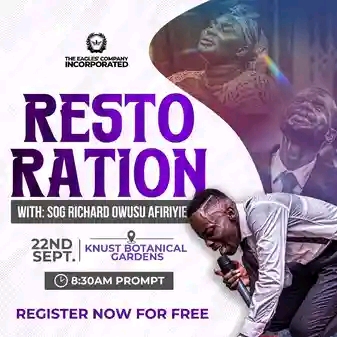 THE EAGLES' COMPANY
INCORPORATED
RESTO
RATION
WITH: SOG RICHARD OWUSU AFIRIYIE
22ND
SEPT.
KNUST BOTANICAL
GARDENS
8:30AM PROMPT
REGISTER NOW FOR FREE